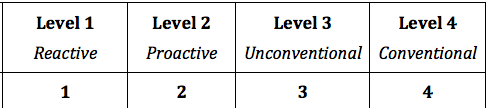 Level 1 Level 2 Level 3 Level 4
Reactive Proactive Unconventional Conventional
1 2 3 4